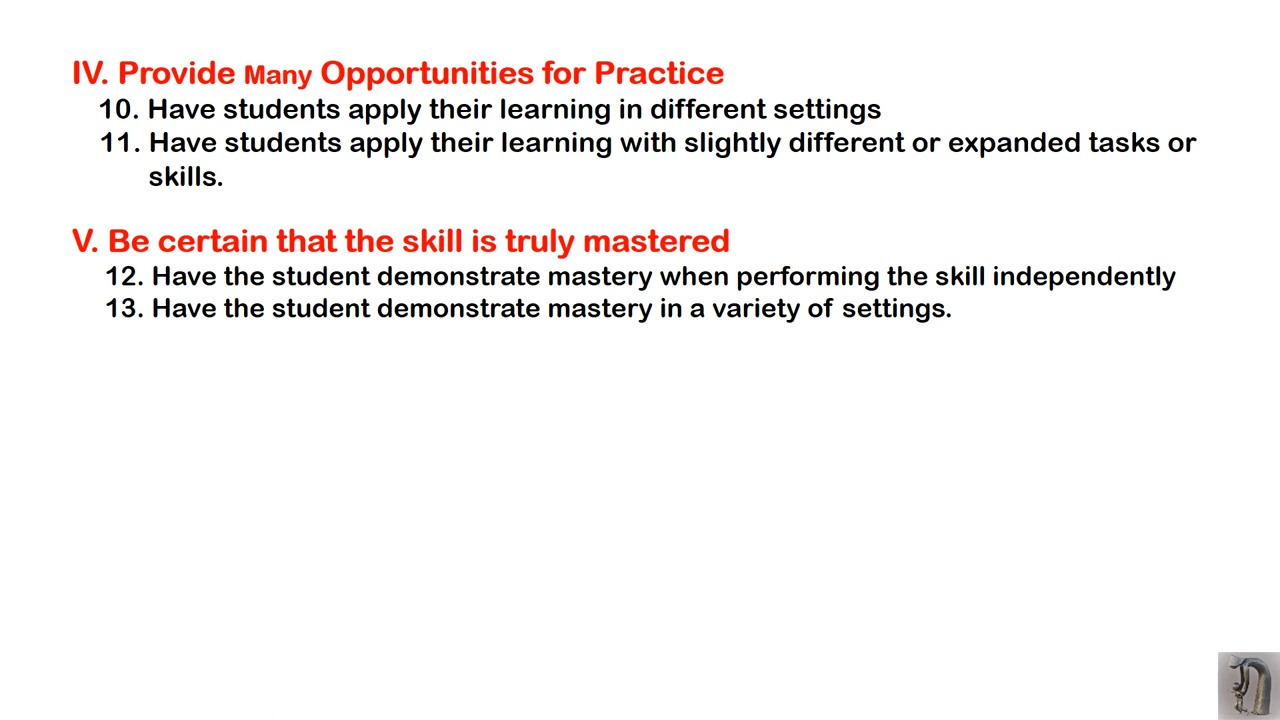 IV. Provide Many Opportunities for Practice
10. Have students apply their learning in different settings
11. Have students apply their learning with slightly different or expanded tasks or
skills.
V. Be certain that the skill is truly mastered
12. Have the student demonstrate mastery when performing the skill independently
13. Have the student demonstrate mastery in a variety of settings.